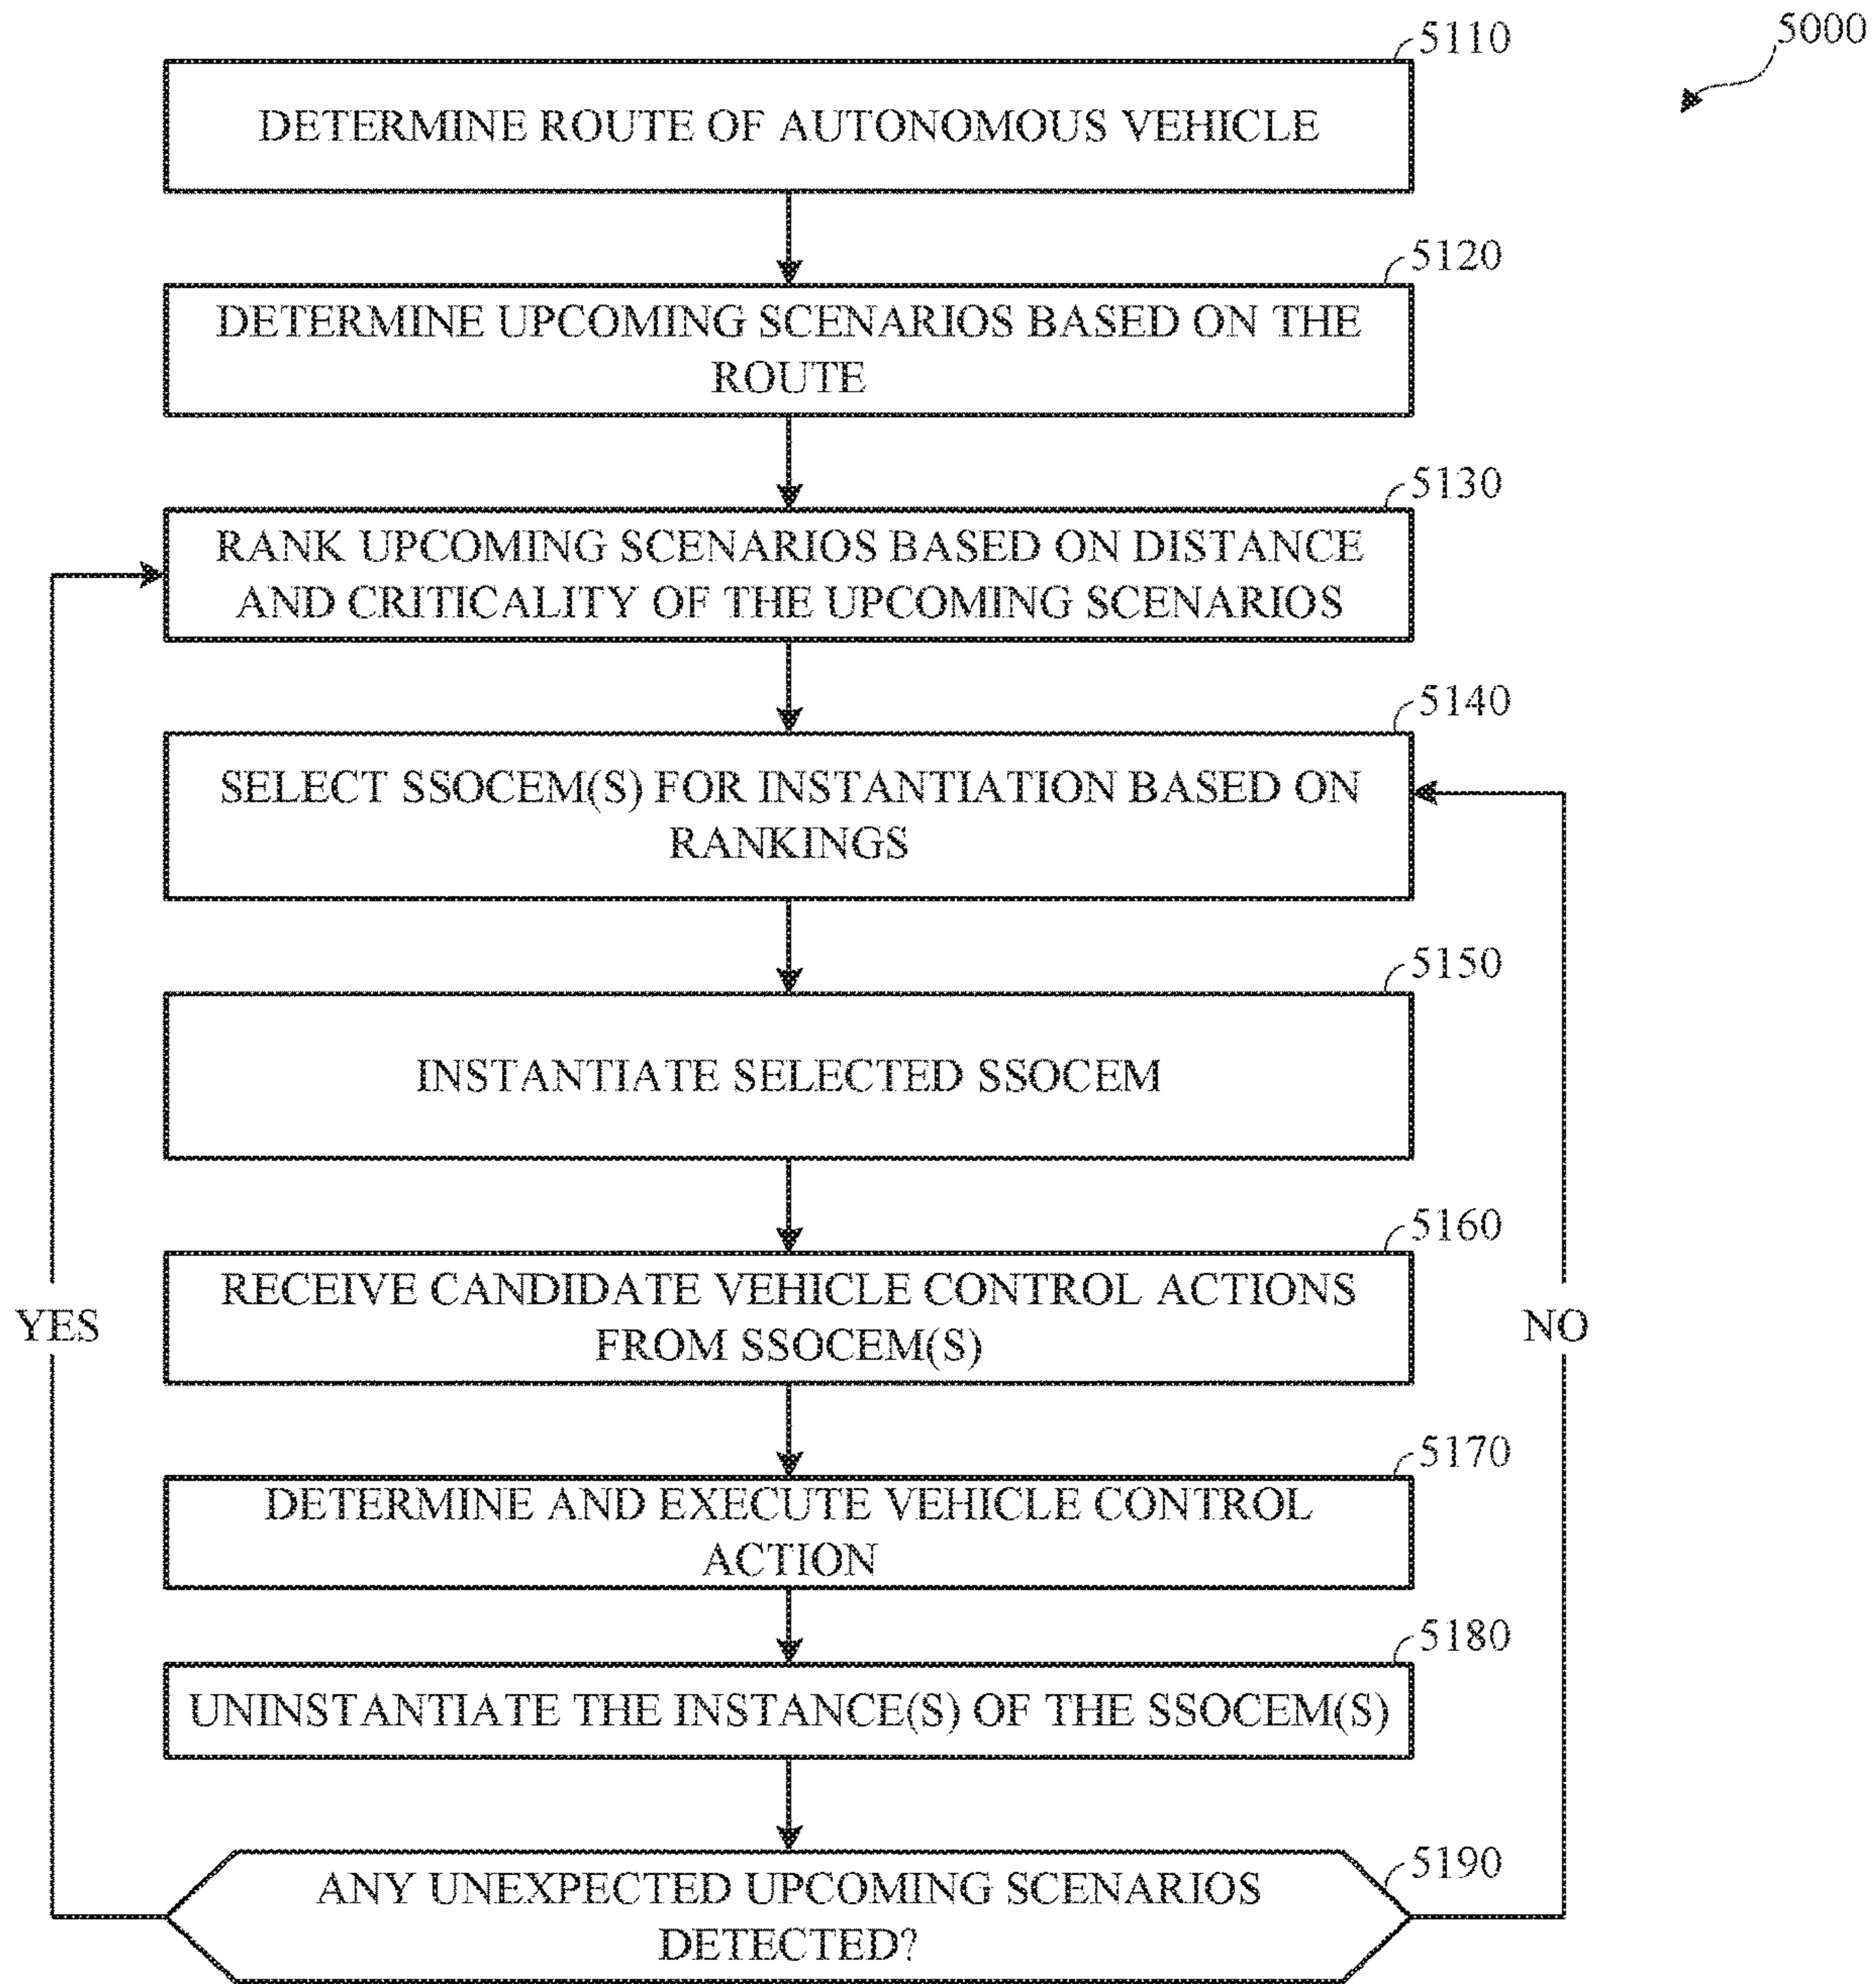 5000
5110
DETERMINE ROUTE OF AUTONOMOUS VEHICLE
5120
DETERMINE UPCOMING SCENARIOS BASED ON THE
ROUTE
5130
RANK UPCOMING SCENARIOS BASED ON DISTANCE
AND CRITICALITY OF THE UPCOMING SCENARIOS
5140
SELECT SSOCEM(S) FOR INSTANTIATION BASED ON
RANKINGS
5150
INSTANTIATE SELECTED SSOCEM
5160
RECEIVE CANDIDATE VEHICLE CONTROL ACTIONS
FROM SSOCEM(S)
YES
NO
5170
DETERMINE AND EXECUTE VEHICLE CONTROL
ACTION
5180
UNINSTANTIATE THE INSTANCE(S) OF THE SSOCEM(S)
5190
ANY UNEXPECTED UPCOMING SCENARIOS
DETECTED?